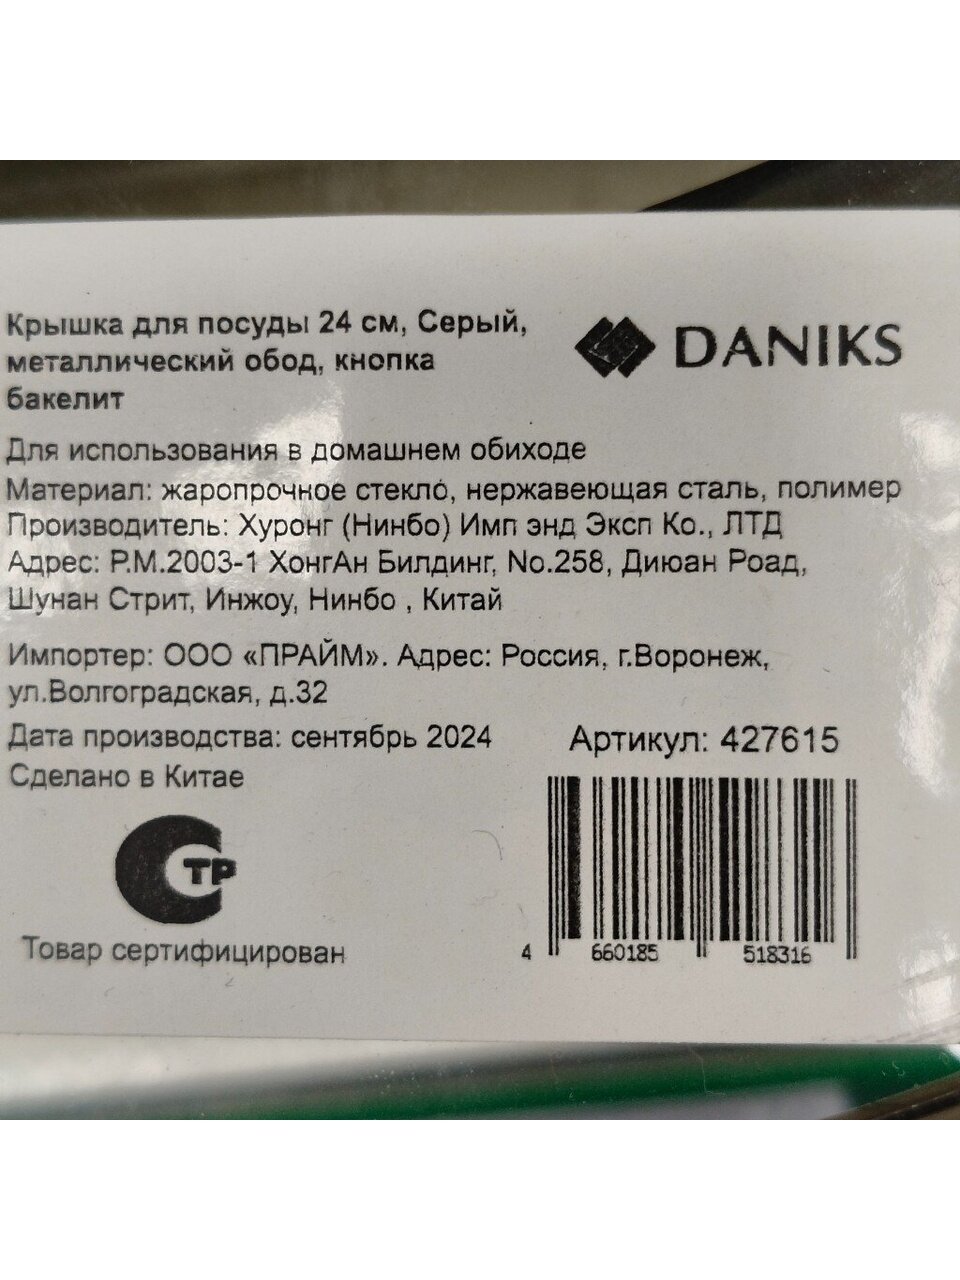 Крышка для посуды 24 см, Серый,
металлический обод, кнопка
бакелит
DANIKS
Для использования в домашнем обиходе
Материал: жаропрочное стекло, нержавеющая сталь, полимер
Производитель: Хуронг (Нинбо) Имп энд Эксп Ко., ЛТД
Адрес: Р.М.2003-1 ХонгАн Билдинг, No.258, Диюан Роад,
Шунан Стрит, Инжоу, Нинбо , Китай
Импортер: ООО «ПРАЙМ». Адрес: Россия, г.Воронеж,
ул.Волгоградская, д.32
Дата производства: сентябрь 2024
Сделано в Китае
Артикул: 427615
СТР
Товар сертифицирован
4 660185 518316